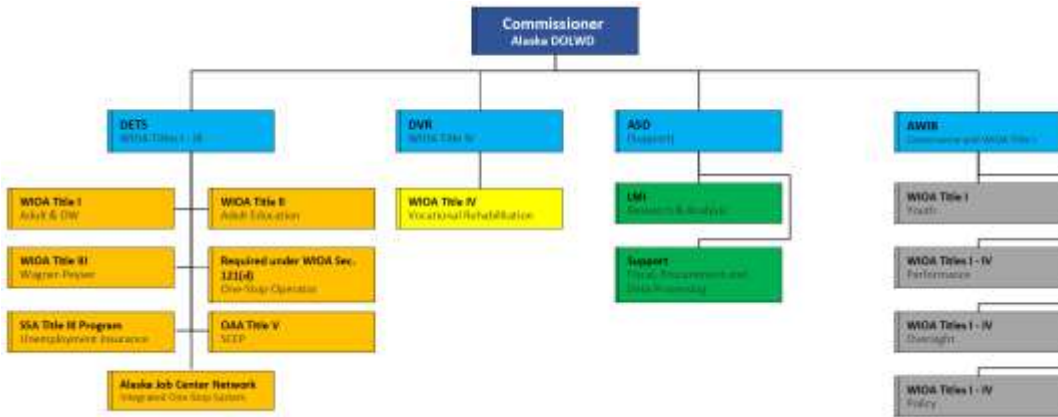 Commissioner
Alaska DOLWD
DETS
WIOA Titles I - III
DVR
WIOA Title IV
ASD
(Support)
AWIB
Governance and WIOA Title I
WIOA Title I
Adult & DW
WIOA Title II
Adult Education
WIOA Title IV
Vocational Rehabilitation
LMI
Research & Analysis
WIOA Title I
Youth
WIOA Title III
Wagner-Peyser
Required under WIOA Sec.
121(d)
One-Stop Operator
Support
Fiscal, Procurement and
Data Processing
WIOA Titles I - IV
Performance
SSA Title III Program
Unemployment Insurance
OAA Title V
SCEP
WIOA Titles I - IV
Oversight
Alaska Job Center Network
Integrated One Stop System
WIOA Titles I - IV
Policy